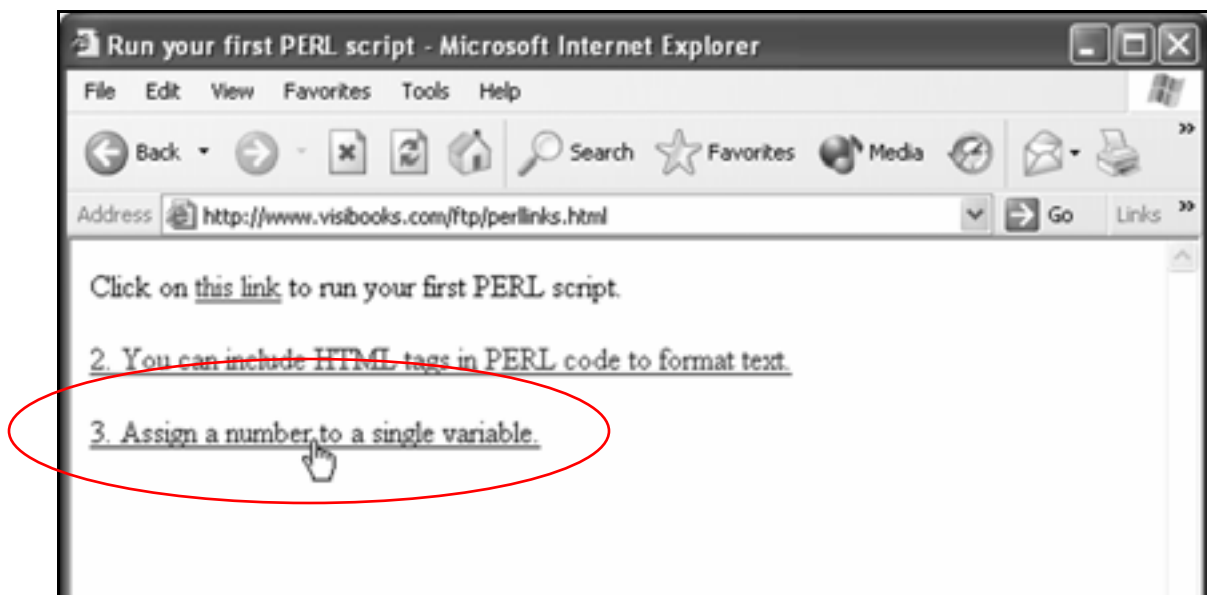 Run your first PERL script - Microsoft Internet Explorer
File Edit View Favorites Tools Help
Back Search Favorites Media »
Address http://www.visibooks.com/ftp/perllinks.html Go Links »
Click on this link to run your first PERL script.
2. You can include HTML tags in PERL code to format text.
3. Assign a number to a single variable.